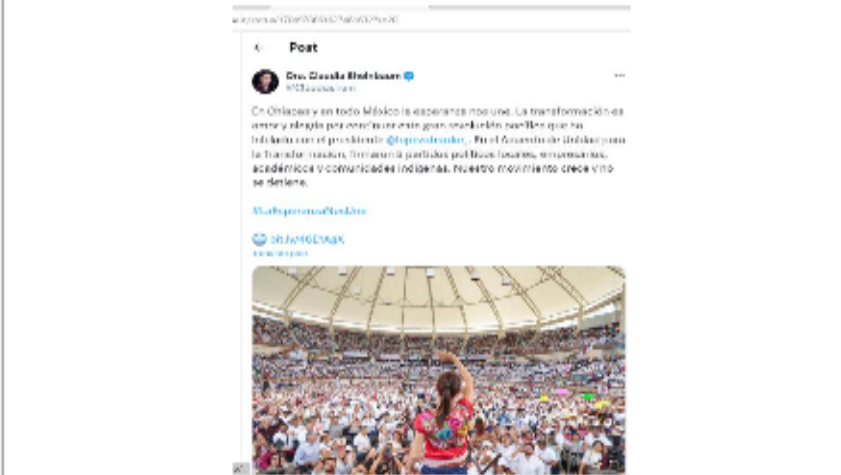 Post
Dra. Claudia Sheinbaum
En Chiapas y en todo México la esperanza nos une. La transformación es
amor y alegría por continuar esta gran revolución pacífica que ha
iniciado con el presidente @lopezobrador_. En el Acuerdo de Unidad para
la Transformación, firmaron 3 partidos políticos locales, empresarios,
académicos y comunidades indígenas. Nuestro movimiento crece y no
se detiene.
#LaEsperanzaNosUne